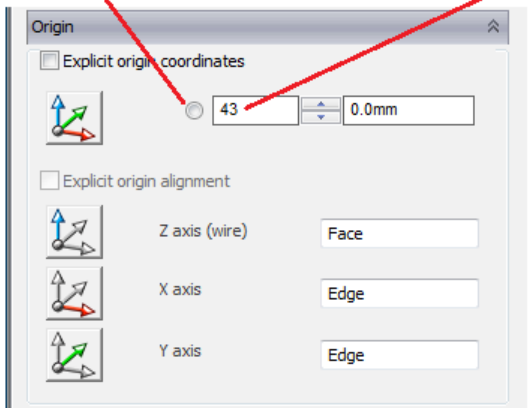 Origin
Explicit origin coordinates
43 0.0mm
Explicit origin alignment
Z axis (wire) Face
X axis Edge
Y axis Edge